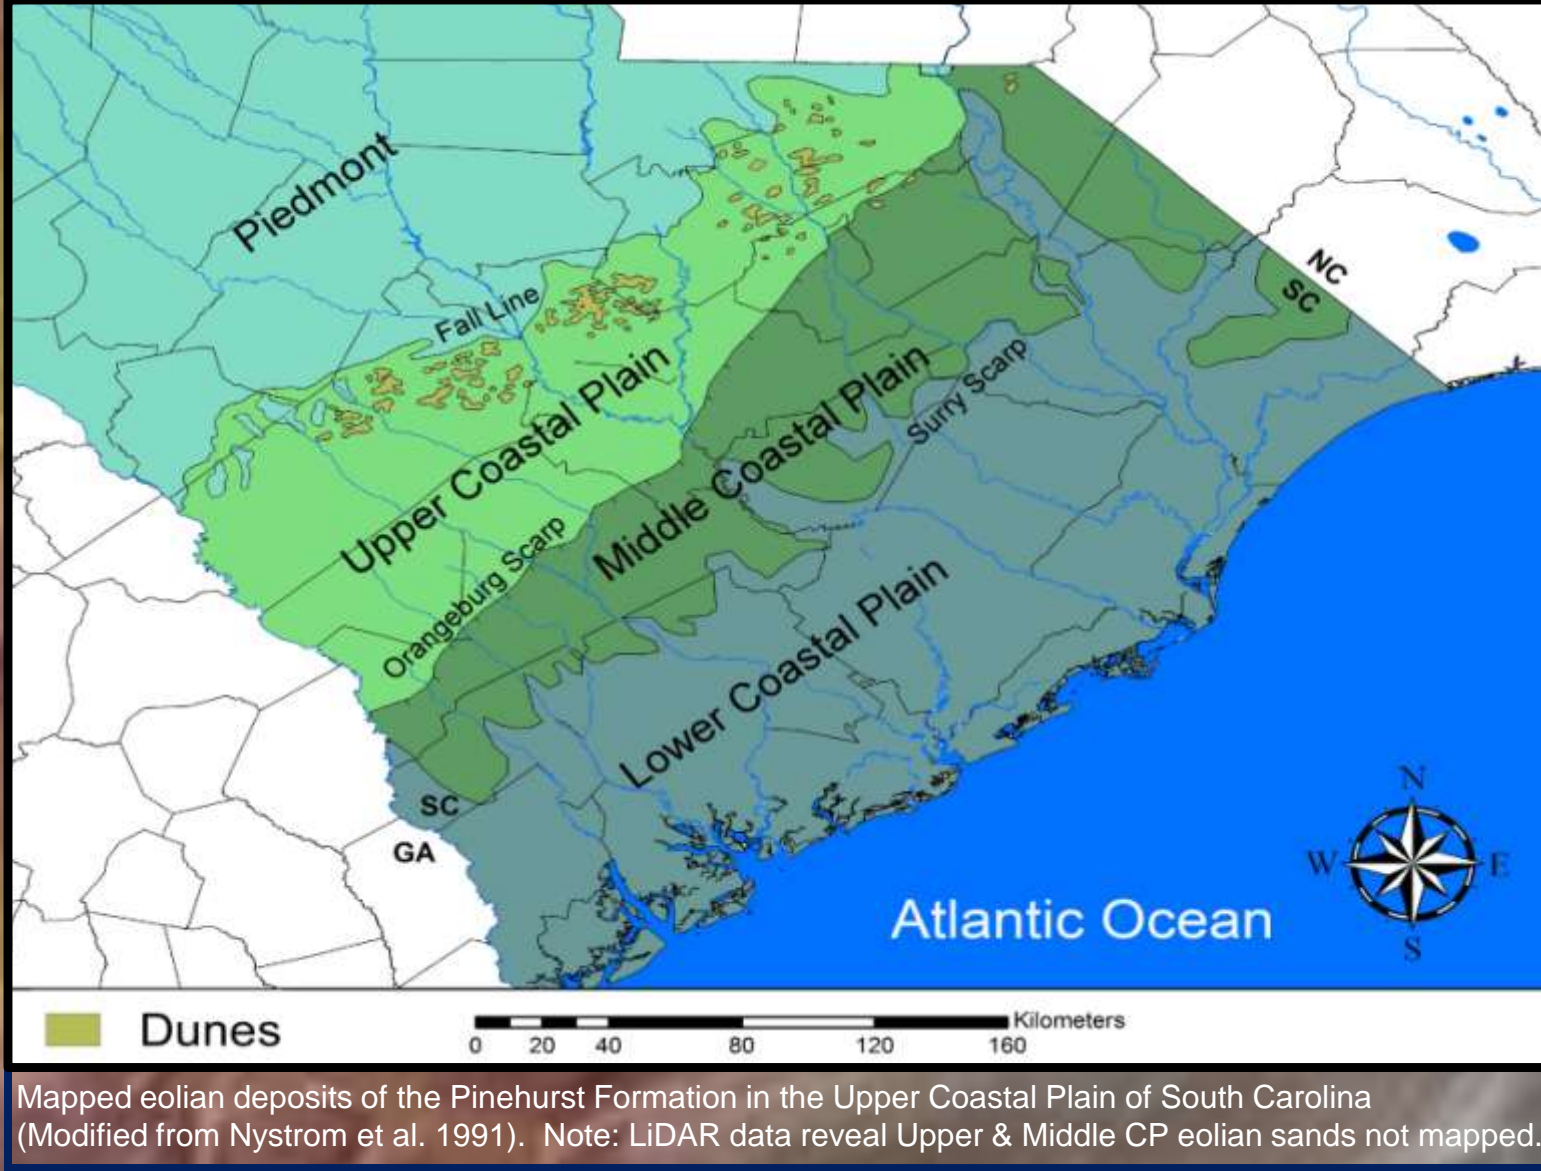 Piedmont
NC
SC
Fall Line
Upper Coastal Plain
Middle Coastal Plain
Surry Scarp
Orangeburg Scarp
Lower Coastal Plain
SC
GA
N
W E
S
Atlantic Ocean
Dunes
Kilometers
0 20 40 80 120 160
Mapped eolian deposits of the Pinehurst Formation in the Upper Coastal Plain of South Carolina
(Modified from Nystrom et al. 1991). Note: LiDAR data reveal Upper & Middle CP eolian sands not mapped.